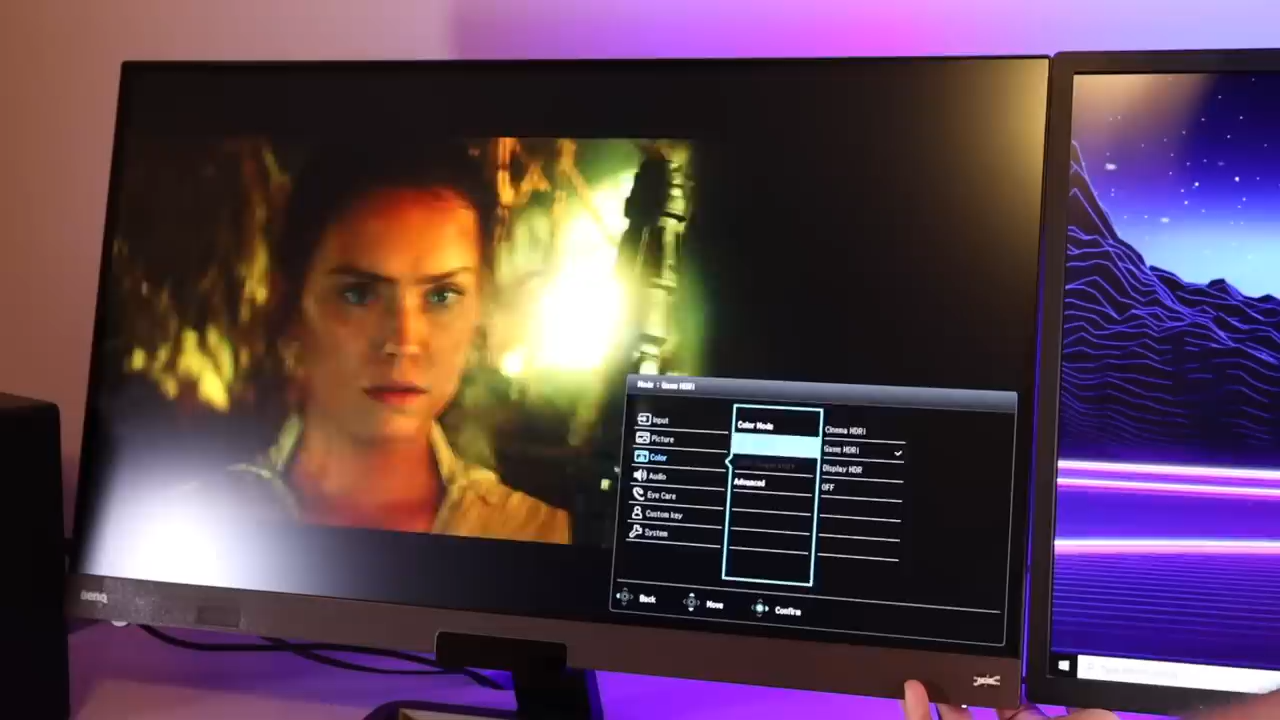 Mode : Game HDRi
Input
Picture
Color
Audio
Eye Care
Custom key
System
Color Mode
Advanced
Cinema HDRi
Game HDRi
Display HDR
OFF
Back
Move
Confirm
BenQ